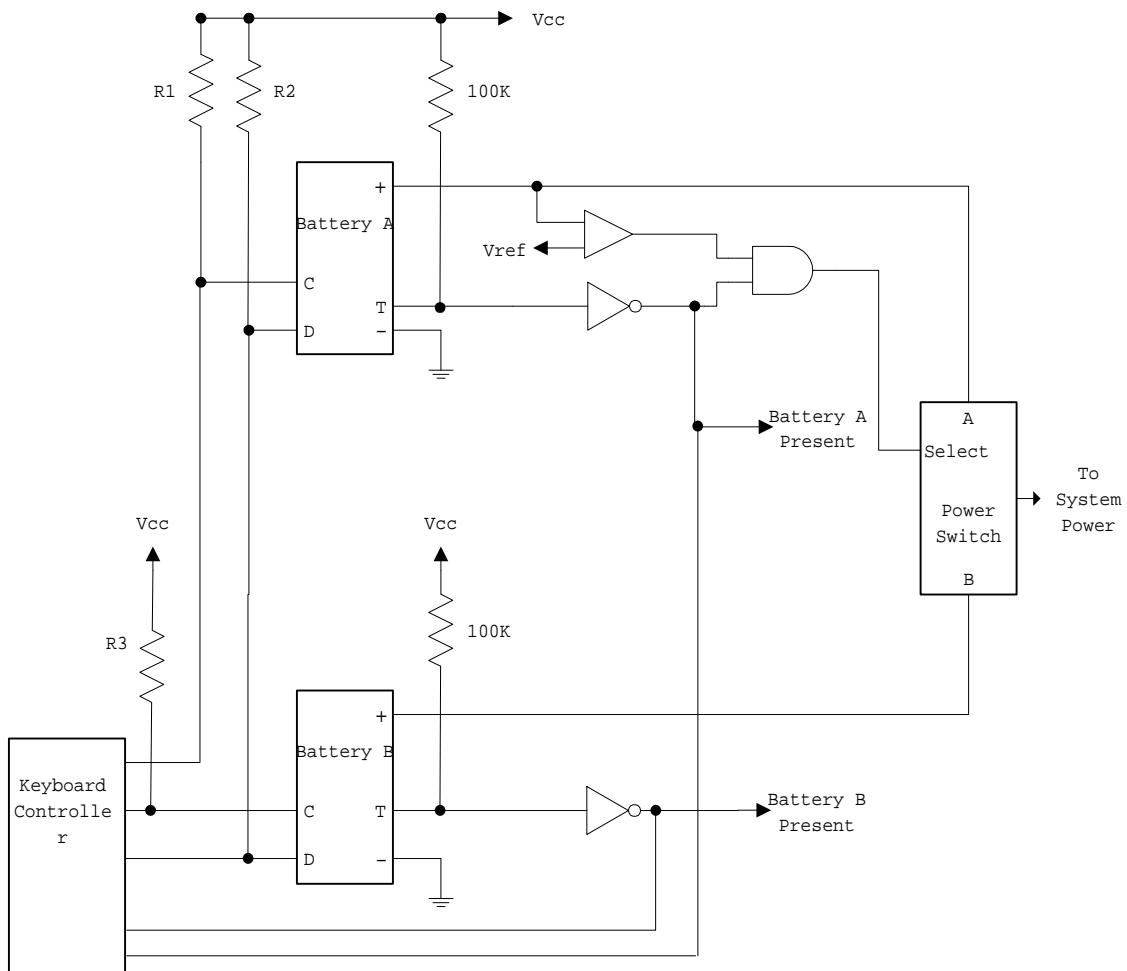 Vcc
R1
R2
100K
+
Battery A
Vref
C
T
D
-
Battery A
Present
A
Select
To
System
Power
Power
Switch
B
Vcc
Vcc
R3
100K
+
Battery B
Keyboard
Controlle
r
C
T
D
-
Battery B
Present